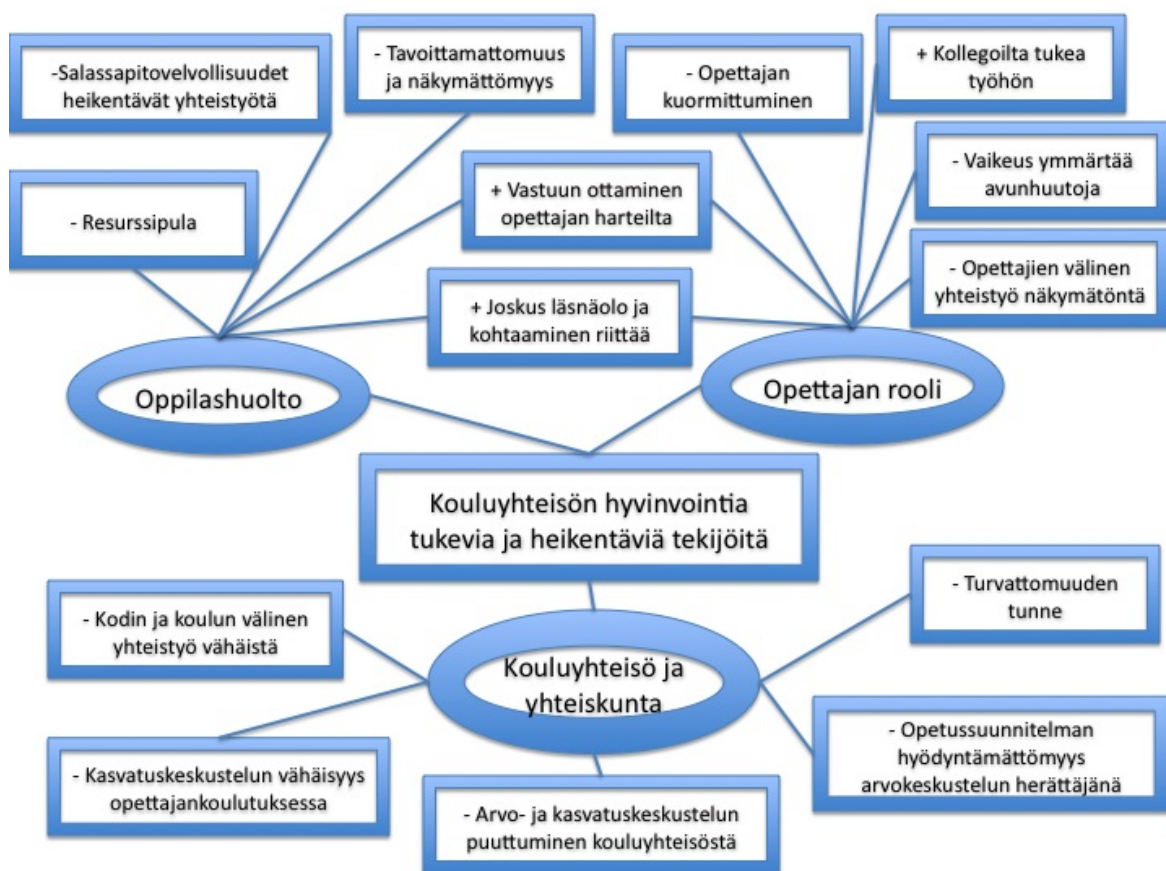 -Salassapitovelvollisuudet
heikentävät yhteistyötä
- Tavoittamattomuus
ja näkymättömyys
- Opettajan
kuormittuminen
+ Kollegoilta tukea
työhön
- Resurssipula
+ Vastuun ottaminen
opettajan harteilta
- Vaikeus ymmärtää
avunhuutoja
+ Joskus läsnäolo ja
kohtaaminen riittää
- Opettajien välinen
yhteistyö näkymätöntä
Oppilashuolto
Opettajan rooli
Kouluyhteisön hyvinvointia
tukevia ja heikentäviä tekijöitä
- Kodin ja koulun välinen
yhteistyö vähäistä
Kouluyhteisö ja
yhteiskunta
- Turvattomuuden
tunne
- Kasvatuskeskustelun vähäisyys
opettajankoulutuksessa
- Arvo- ja kasvatuskeskustelun
puuttuminen kouluyhteisöstä
- Opetussuunnitelman
hyödyntämättömyys
arvokeskustelun herättäjänä